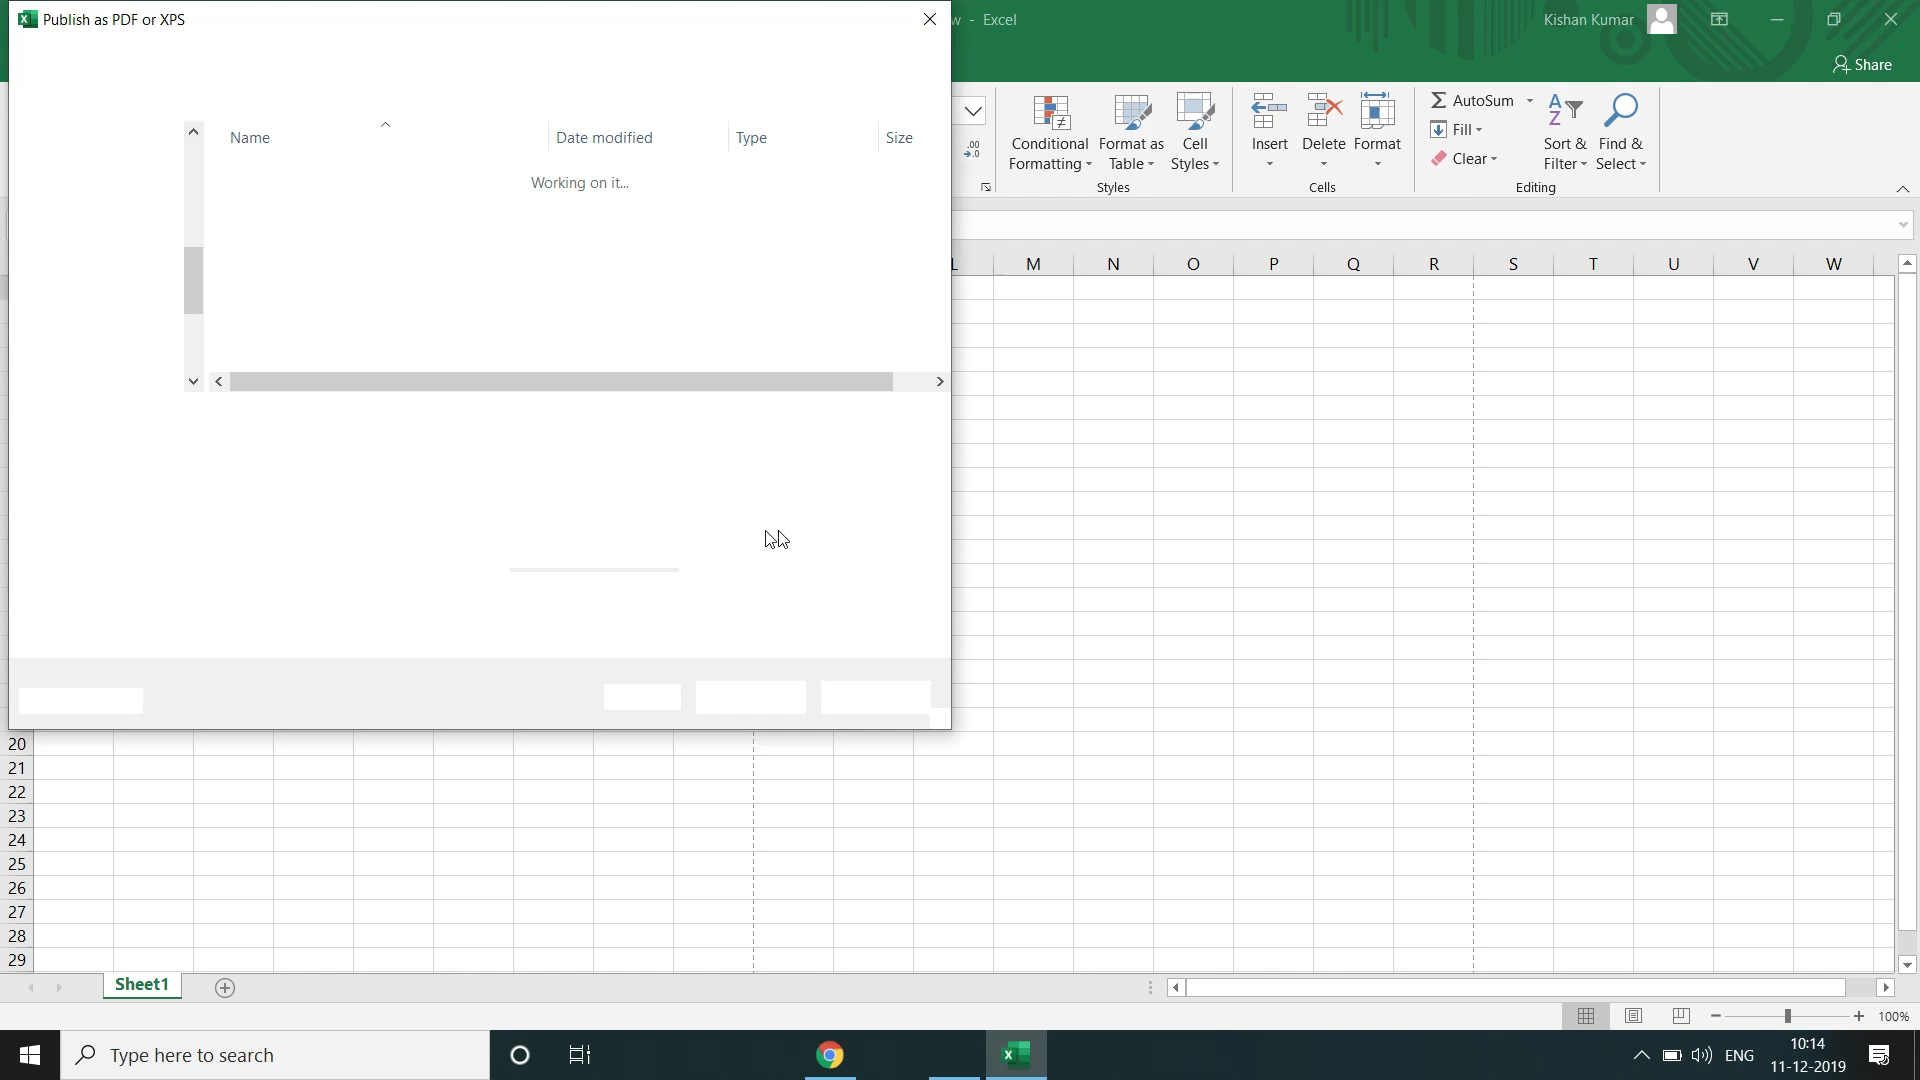 Publish as PDF or XPS
w - Excel
Kishan Kumar
Share
Name
Date modified
Type
Size
Working on it...
.00
→.0
Conditional
Formatting
Format as
Table
Cell
Styles
Styles
Insert
Delete
Format
Cells
AutoSum
Fill
Clear
A
Z
Sort &
Filter
Find &
Select
Editing
L M N O P Q R S T U V W
20
21
22
23
24
25
26
27
28
29
Sheet1
100%
Type here to search
ENG
10:14
11-12-2019